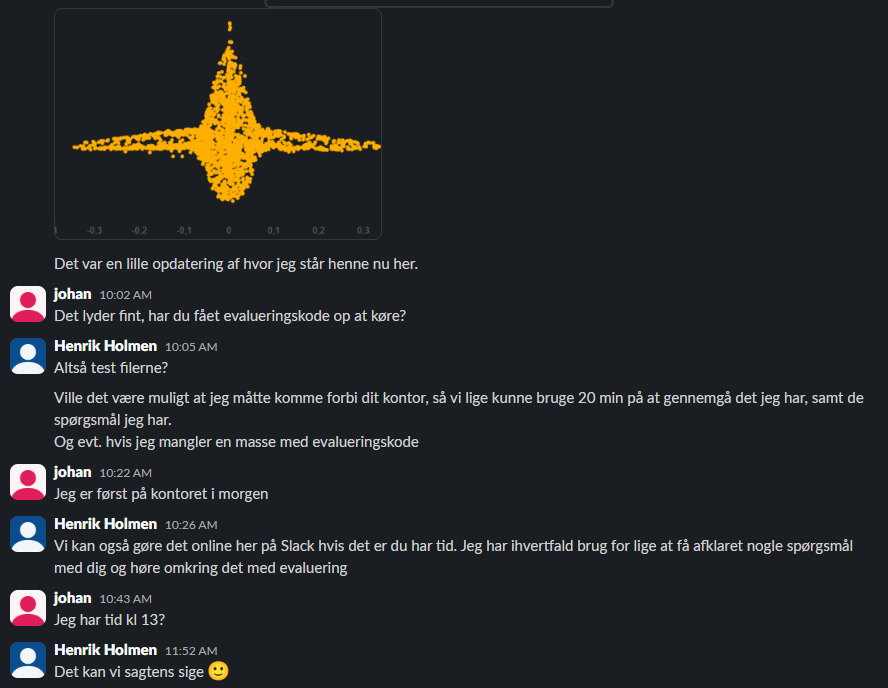 -0,3 -0,2 -0,1 0 0,1 0,2 0,3
Det var en lille opdatering af hvor jeg står henne nu her.
johan 10:02 AM
Det lyder fint, har du fået evalueringskode op at køre?
Henrik Holmen 10:05 AM
Altså test filerne?
Ville det være muligt at jeg måtte komme forbi dit kontor, så vi lige kunne bruge 20 min på at gennemgå det jeg har, samt de
spørgsmål jeg har.
Og evt. hvis jeg mangler en masse med evalueringskode
johan 10:22 AM
Jeg er først på kontoret i morgen
Henrik Holmen 10:26 AM
Vi kan også gøre det online her på Slack hvis det er du har tid. Jeg har ihvertfald brug for lige at få afklaret nogle spørgsmål
med dig og høre omkring det med evaluering
johan 10:43 AM
Jeg har tid kl 13?
Henrik Holmen 11:52 AM
Det kan vi sagtens sige 🙂